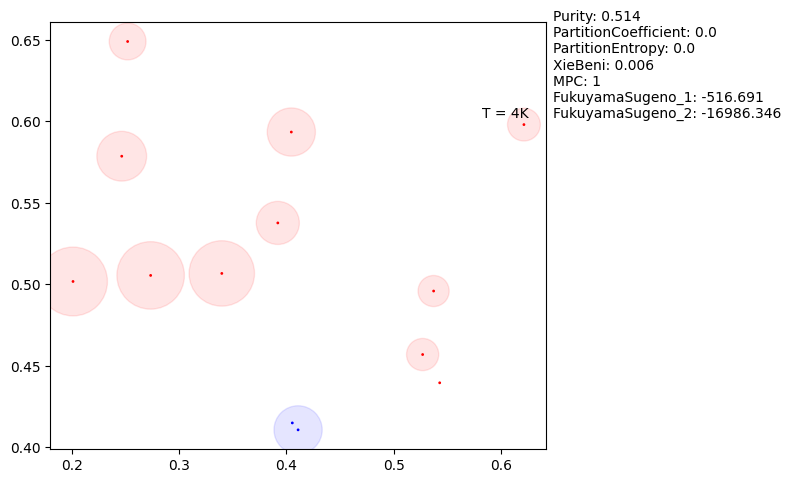 Purity: 0.514
PartitionCoefficient: 0.0
PartitionEntropy: 0.0
XieBeni: 0.006
MPC: 1
FukuyamaSugeno_1: -516.691
FukuyamaSugeno_2: -16986.346
T = 4K
0.65
0.60
0.55
0.50
0.45
0.40
0.2 0.3 0.4 0.5 0.6